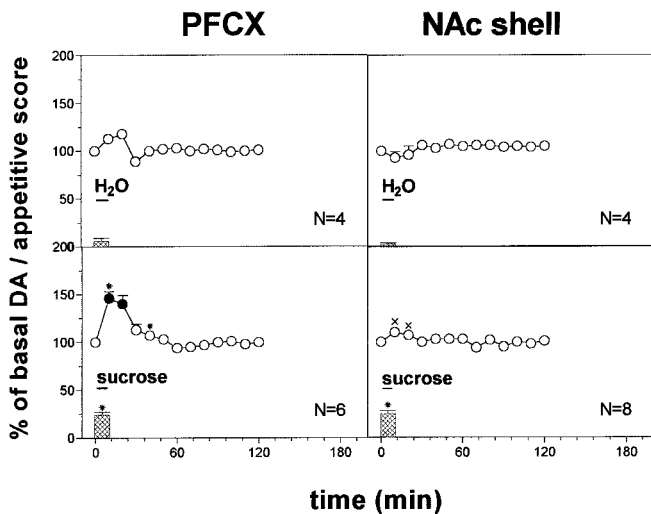 PFCX
NAc shell
% of basal DA / appetitive score
200
150
100
50
H₂O
N=4
H₂O
N=4
200
150
100
50
0
*
*
sucrose
*
N=6
×
×
sucrose
*
N=8
0 60 120 180
0 60 120 180
time (min)